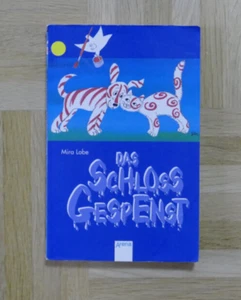 Mira Lobe
DAS
SCHLOSS
GESPENST
Arena